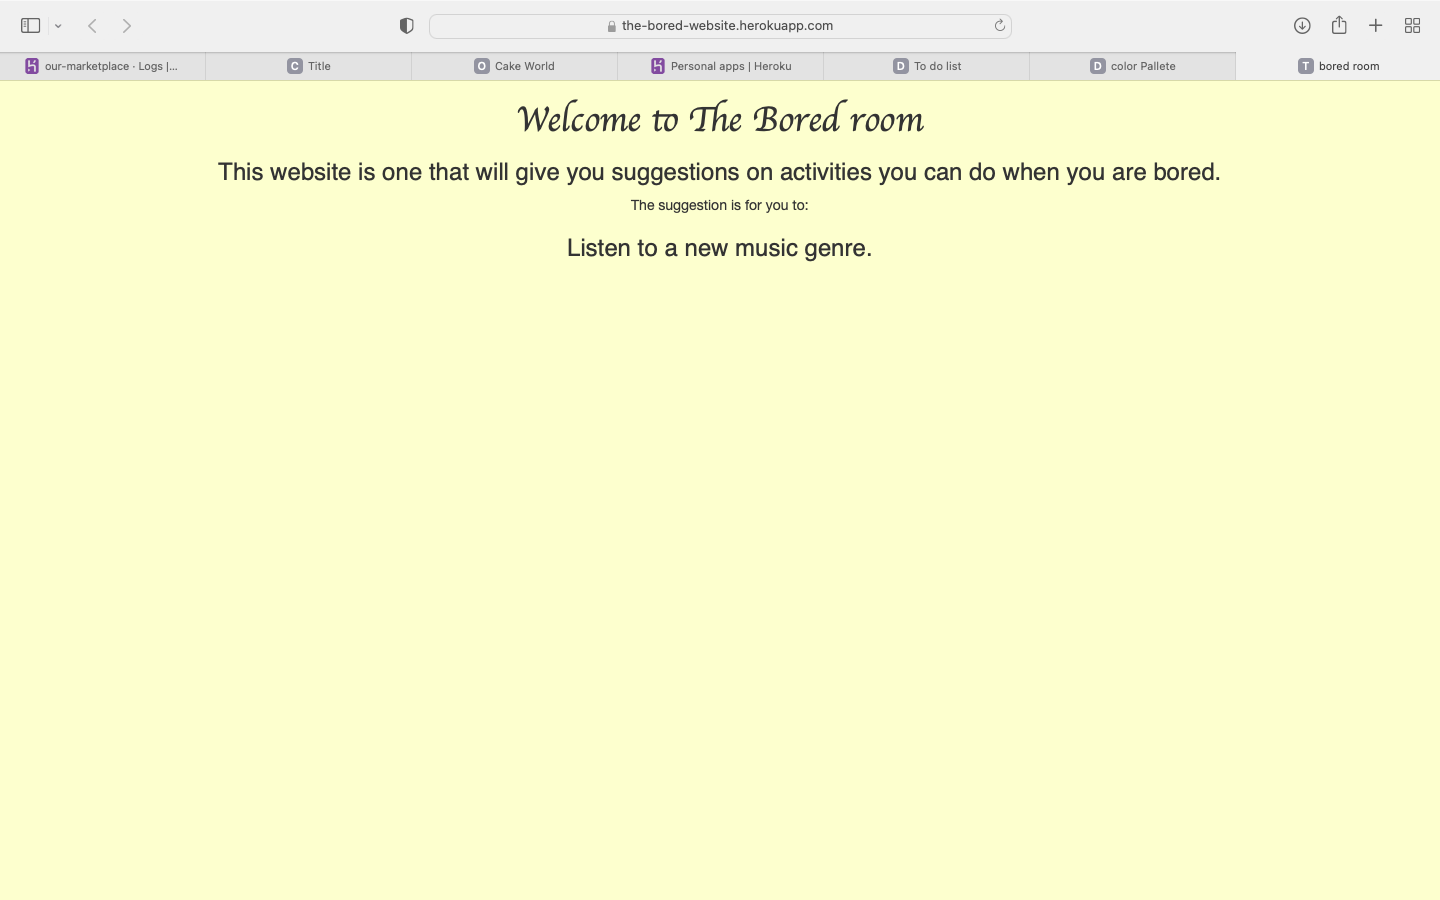 the-bored-website.herokuapp.com
our-marketplace · Logs |...
C Title
O Cake World
Personal apps | Heroku
D To do list
D color Pallete
T bored room
Welcome to The Bored room
This website is one that will give you suggestions on activities you can do when you are bored.
The suggestion is for you to:
Listen to a new music genre.